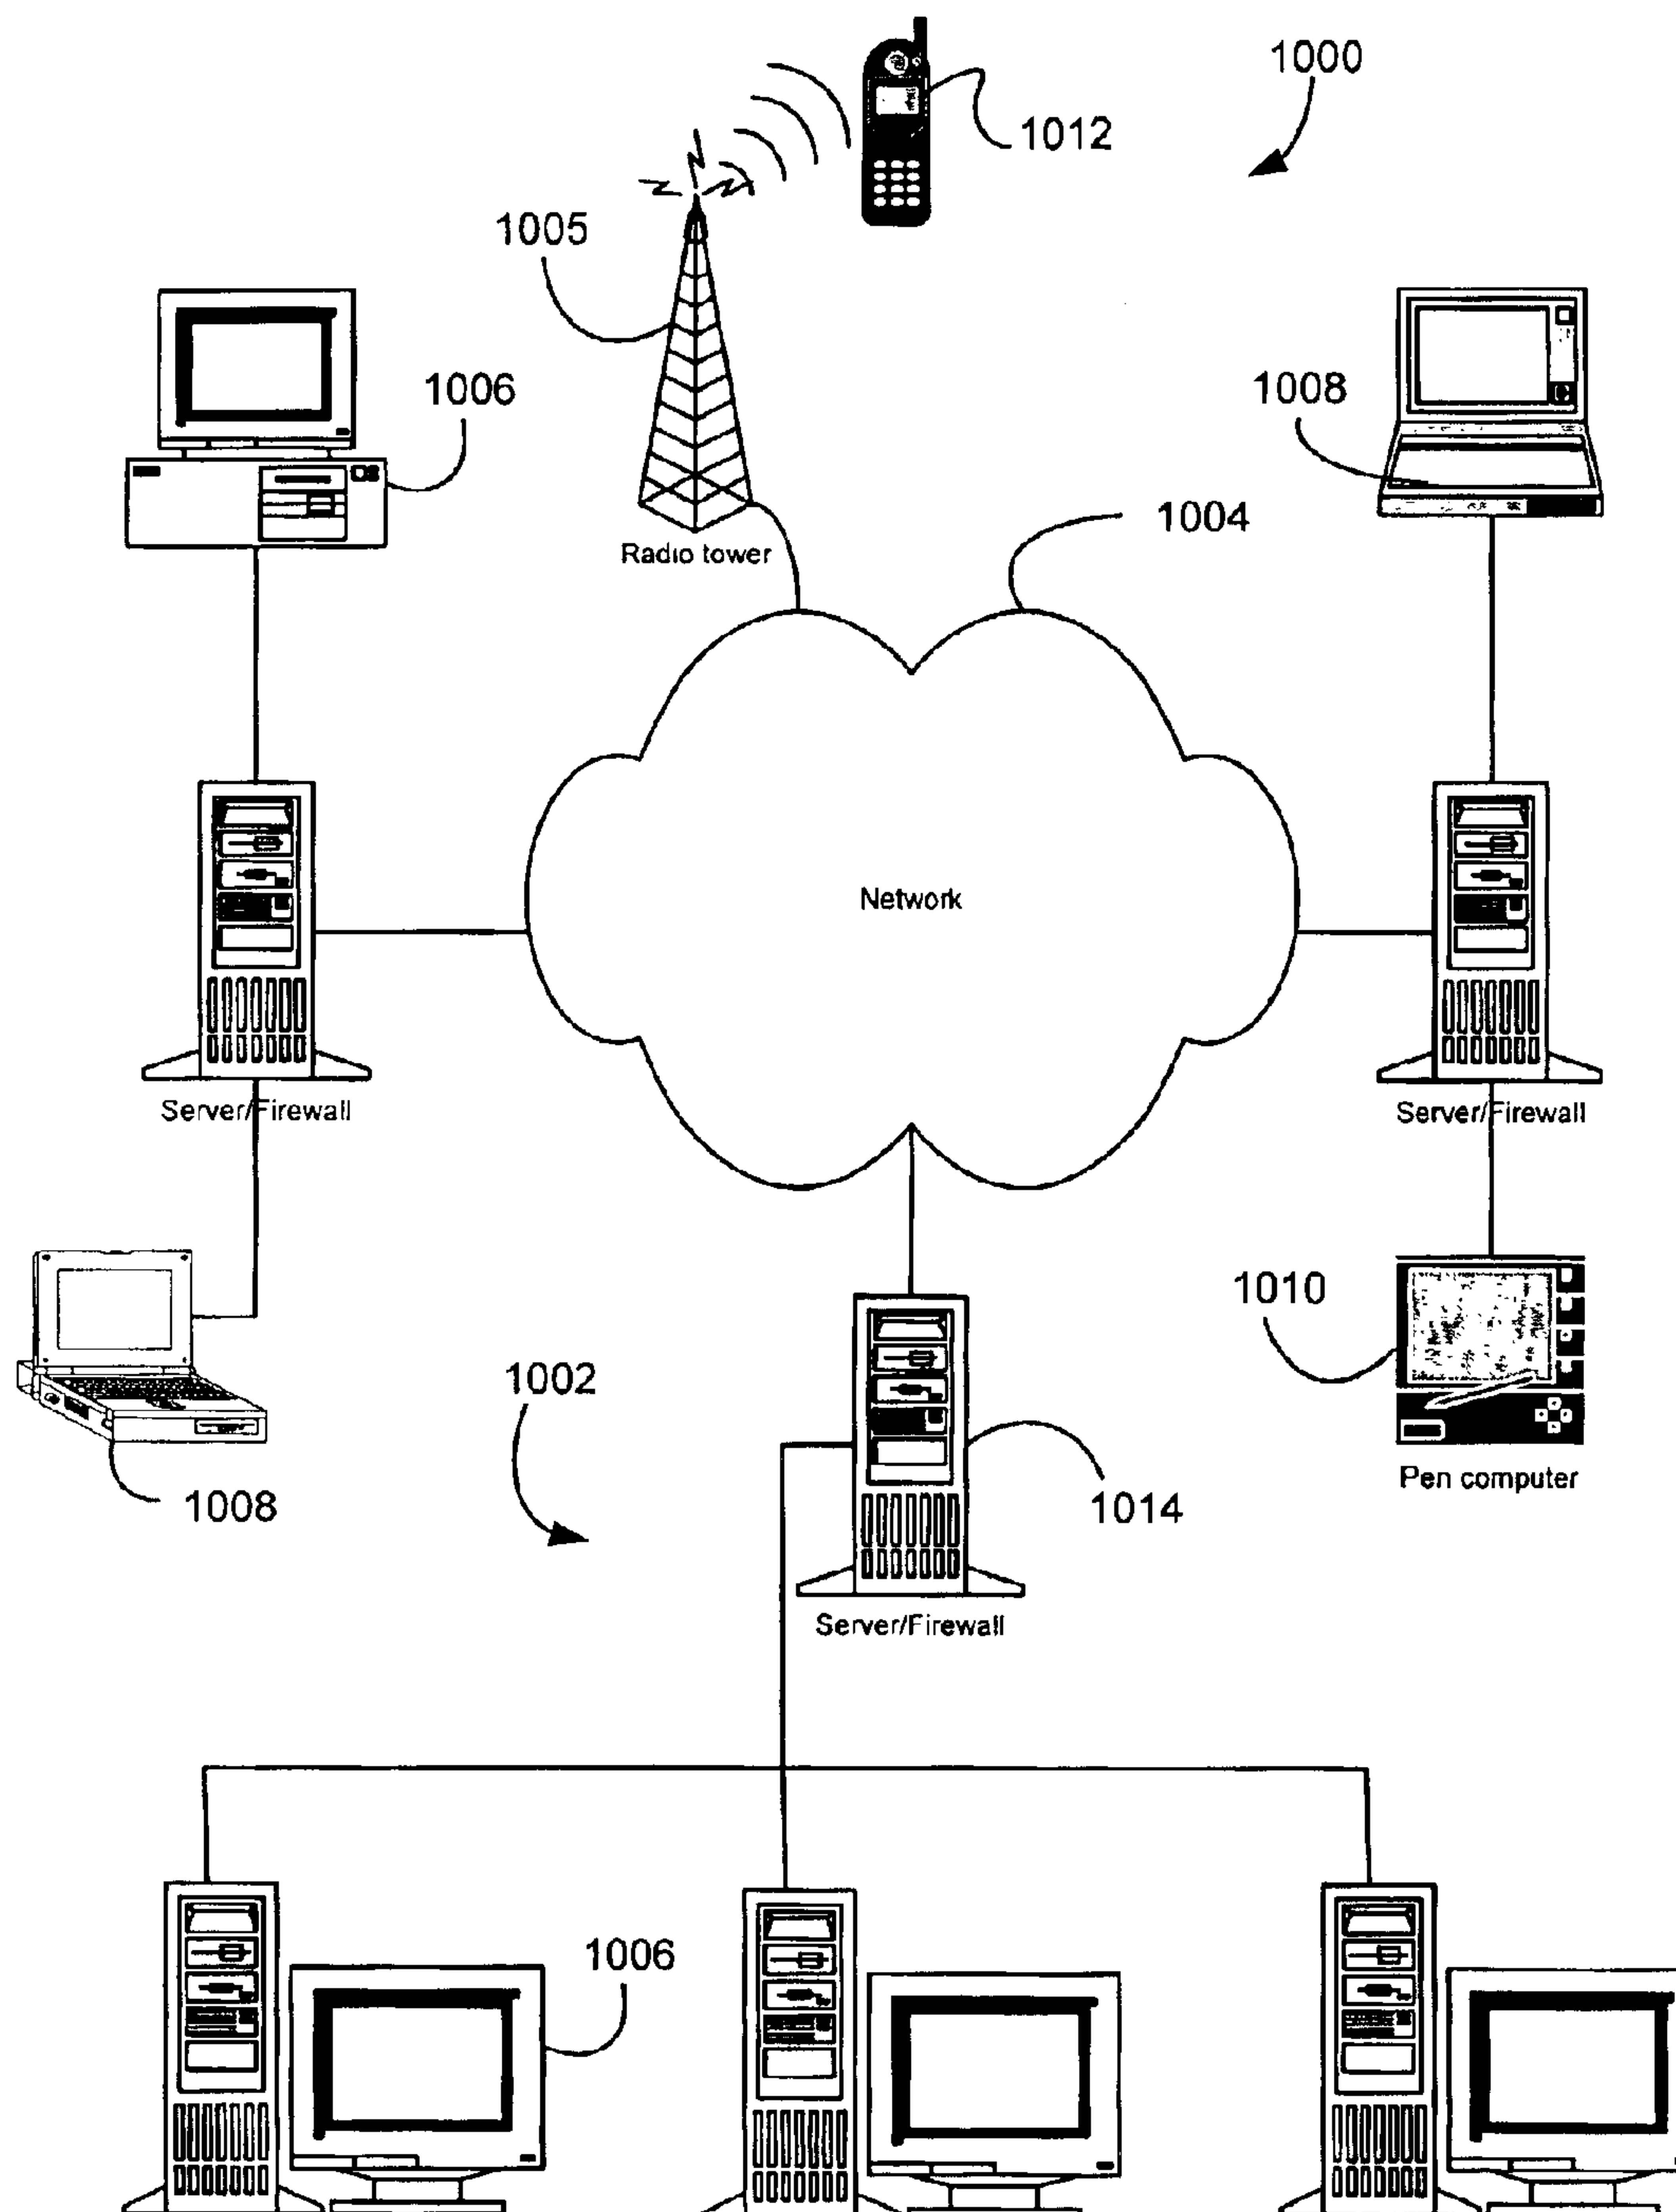 1000
1012
1005
1006
1008
1004
Radio tower
Network
Server/Firewall
Server/Firewall
1010
1002
1008
1014
Pen computer
Server/Firewall
1006